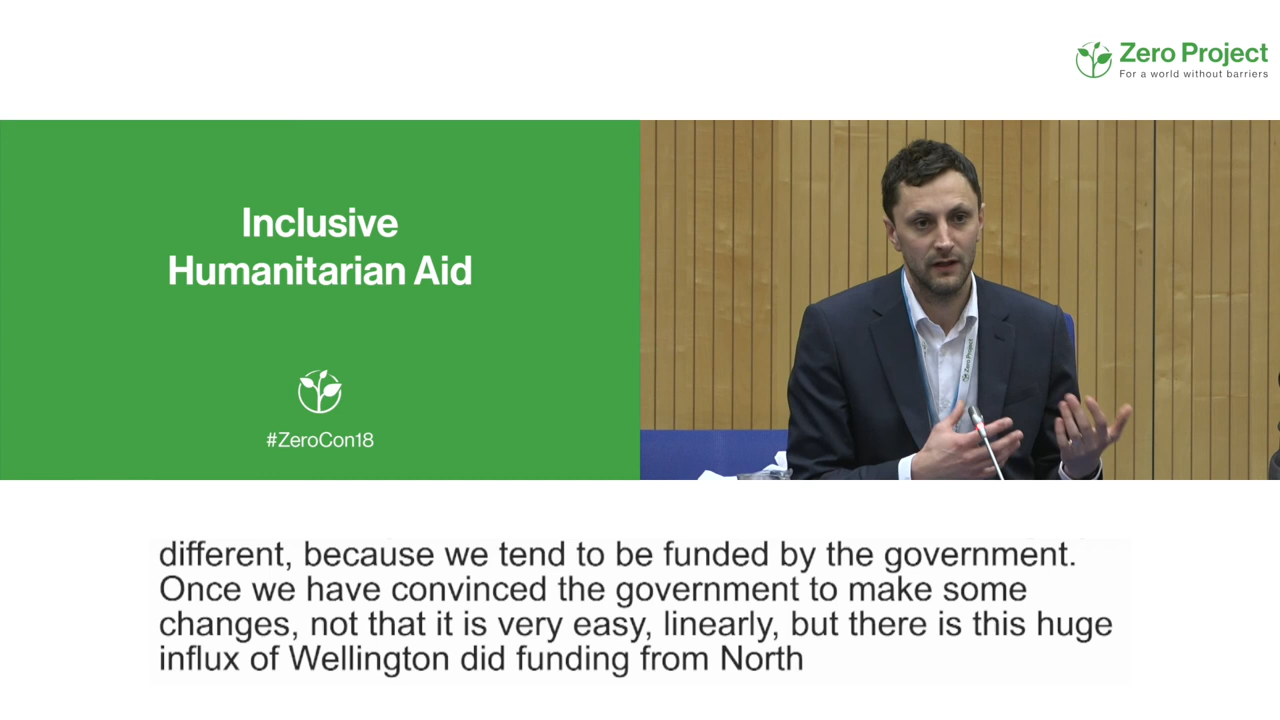 Zero Project
For a world without barriers
Inclusive
Humanitarian Aid
#ZeroCon18
Zero Project
different, because we tend to be funded by the government.
Once we have convinced the government to make some
changes, not that it is very easy, linearly, but there is this huge
influx of Wellington did funding from North